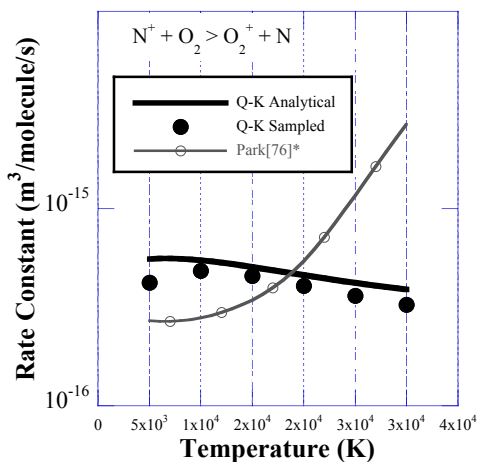 N⁺ + O₂ > O₂⁺ + N
Q-K Analytical
Q-K Sampled
Park[76]*
Rate Constant (m³/molecule/s)
10⁻¹⁵
10⁻¹⁶
0 5x10³ 1x10⁴ 2x10⁴ 2x10⁴ 3x10⁴ 3x10⁴ 4x10⁴
Temperature (K)